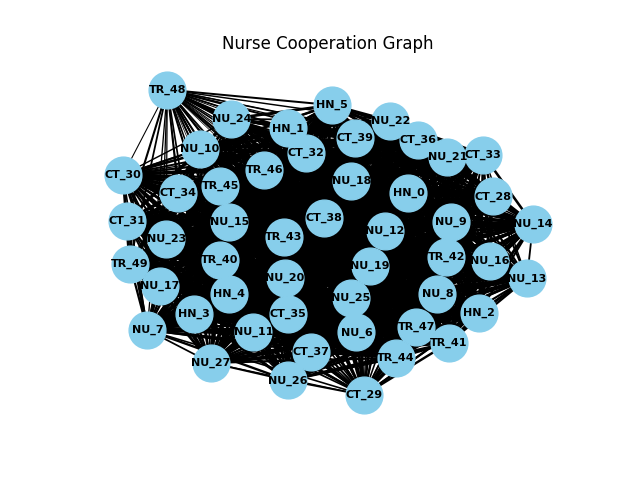 Nurse Cooperation Graph
TR_48
HN_5
NU_24
NU_22
HN_1
CT_39
CT_36
NU_10
CT_32
NU_21
CT_33
TR_46
CT_30
NU_18
TR_45
CT_34
HN_0
CT_28
CT_38
CT_31
NU_15
NU_9
NU_14
NU_12
TR_43
NU_23
TR_42
TR_40
NU_16
TR_49
NU_19
NU_20
NU_13
NU_17
HN_4
NU_8
NU_25
HN_2
HN_3
CT_35
TR_47
NU_7
NU_11
NU_6
TR_41
CT_37
TR_44
NU_27
NU_26
CT_29